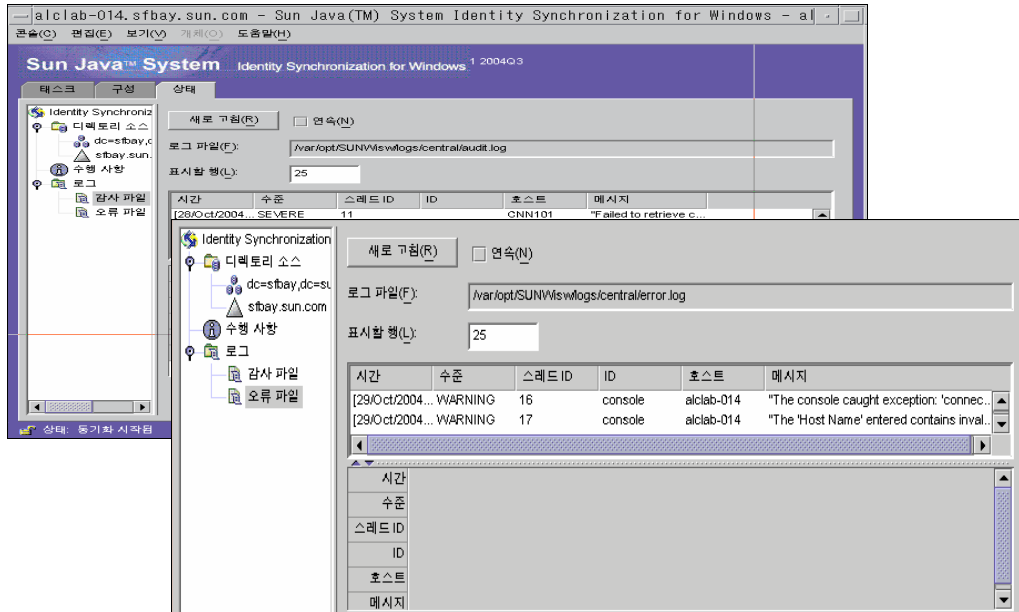 alclab-014.sfbay.sun.com - Sun Java(TM) System Identity Synchronization for Windows - al
콘솔(C) 편집(E) 보기(V) 개체(O) 도움말(H)
Sun Java™ System Identity Synchronization for Windows 1 2004Q3
태스크 구성 상태
Identity Synchroniz
디렉토리 소스
dc=sfbay,c
sfbay.sun.
수행 사항
로그
감사 파일
오류 파일
새로 고침(R) 연속(N)
로그 파일(F): /var/opt/SUNWisw/logs/central/audit.log
표시할 행(L): 25
시간 수준 스레드 ID ID 호스트 메시지
[28/Oct/2004... SEVERE 11 CNN101 "Failed to retrieve c...
상태: 동기화 시작됨
Identity Synchronization
디렉토리 소스
dc=sfbay,dc=su
sfbay.sun.com
수행 사항
로그
감사 파일
오류 파일
새로 고침(R) 연속(N)
로그 파일(F): /var/opt/SUNWisw/logs/central/error.log
표시할 행(L): 25
시간 수준 스레드 ID ID 호스트 메시지
[29/Oct/2004... WARNING 16 console alclab-014 "The console caught exception: 'connec...
[29/Oct/2004... WARNING 17 console alclab-014 "The 'Host Name' entered contains inval...
시간
수준
스레드 ID
ID
호스트
메시지